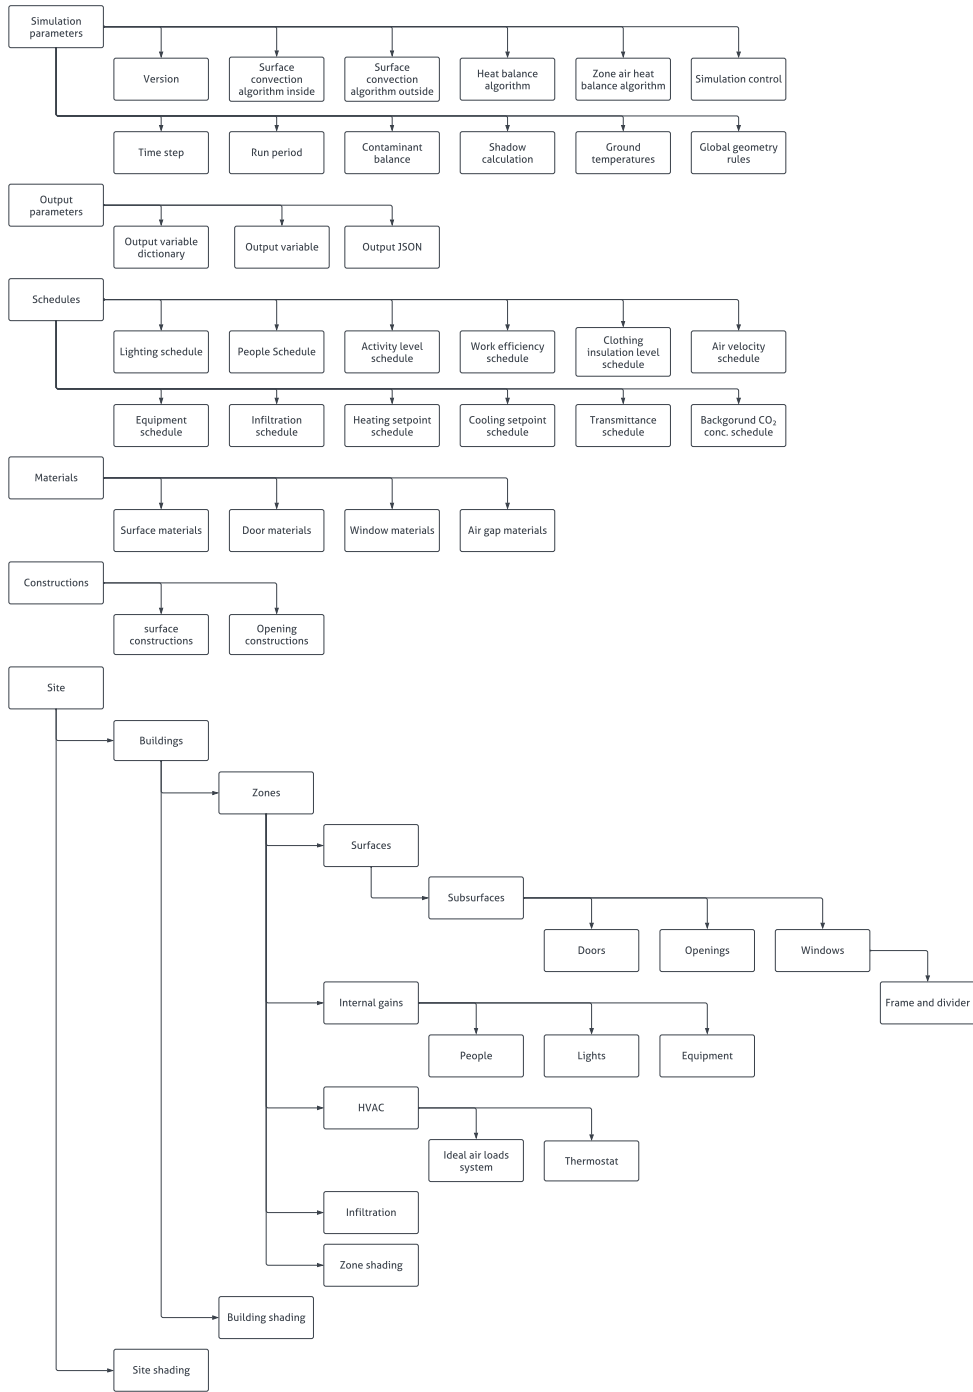 Simulation
parameters
Version
Surface
convection
algorithm inside
Surface
convection
algorithm outside
Heat balance
algorithm
Zone air heat
balance algorithm
Simulation control
Time step
Run period
Contaminant
balance
Shadow
calculation
Ground
temperatures
Global geometry
rules
Output
parameters
Output variable
dictionary
Output variable
Output JSON
Schedules
Lighting schedule
People Schedule
Activity level
schedule
Work efficiency
schedule
Clothing
insulation level
schedule
Air velocity
schedule
Equipment
schedule
Infiltration
schedule
Heating setpoint
schedule
Cooling setpoint
schedule
Transmittance
schedule
Backgorund CO₂
conc. schedule
Materials
Surface materials
Door materials
Window materials
Air gap materials
Constructions
surface
constructions
Opening
constructions
Site
Buildings
Zones
Surfaces
Subsurfaces
Doors
Openings
Windows
Frame and divider
Internal gains
People
Lights
Equipment
HVAC
Ideal air loads
system
Thermostat
Infiltration
Zone shading
Building shading
Site shading